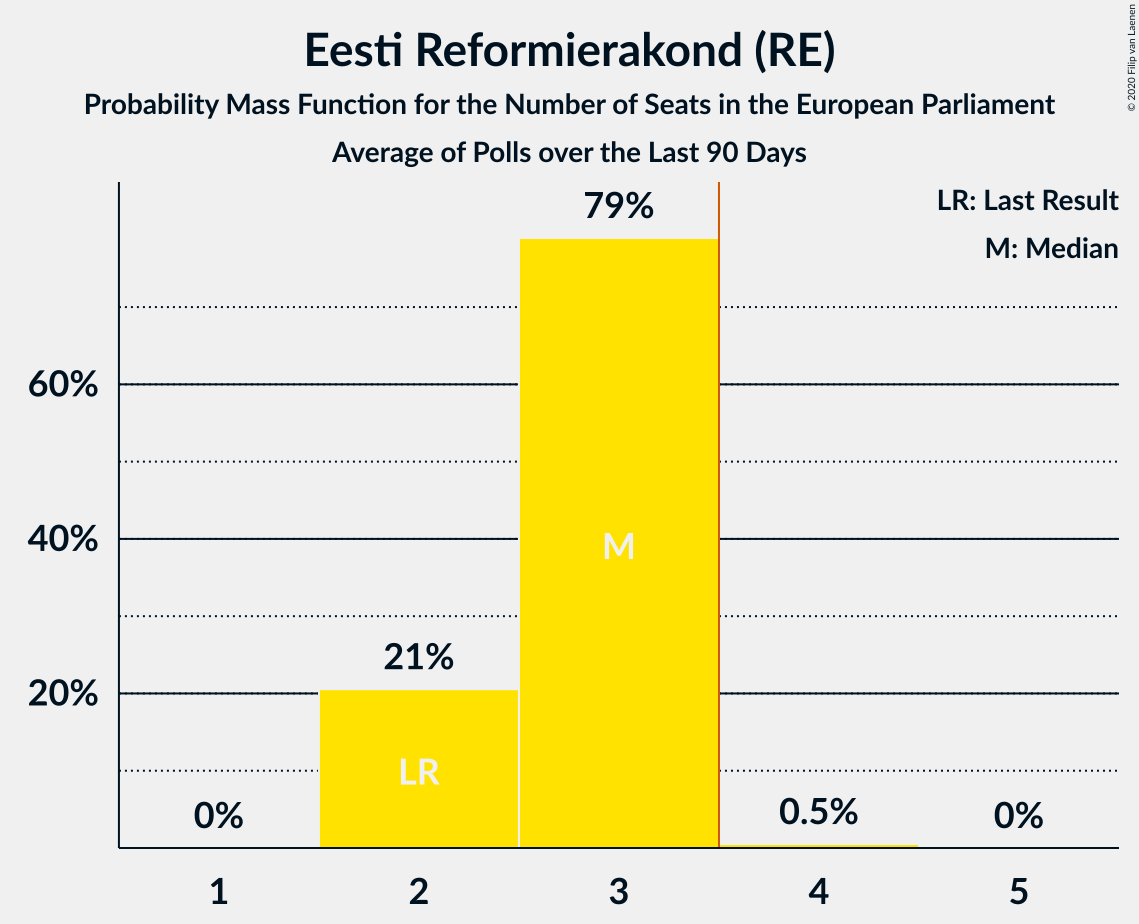 Eesti Reformierakond (RE)
Probability Mass Function for the Number of Seats in the European Parliament
Average of Polls over the Last 90 Days
© 2020 Filip van Laenen
LR: Last Result
M: Median
79%
60%
40%
M
21%
20%
LR
0%
0.5%
0%
1 2 3 4 5